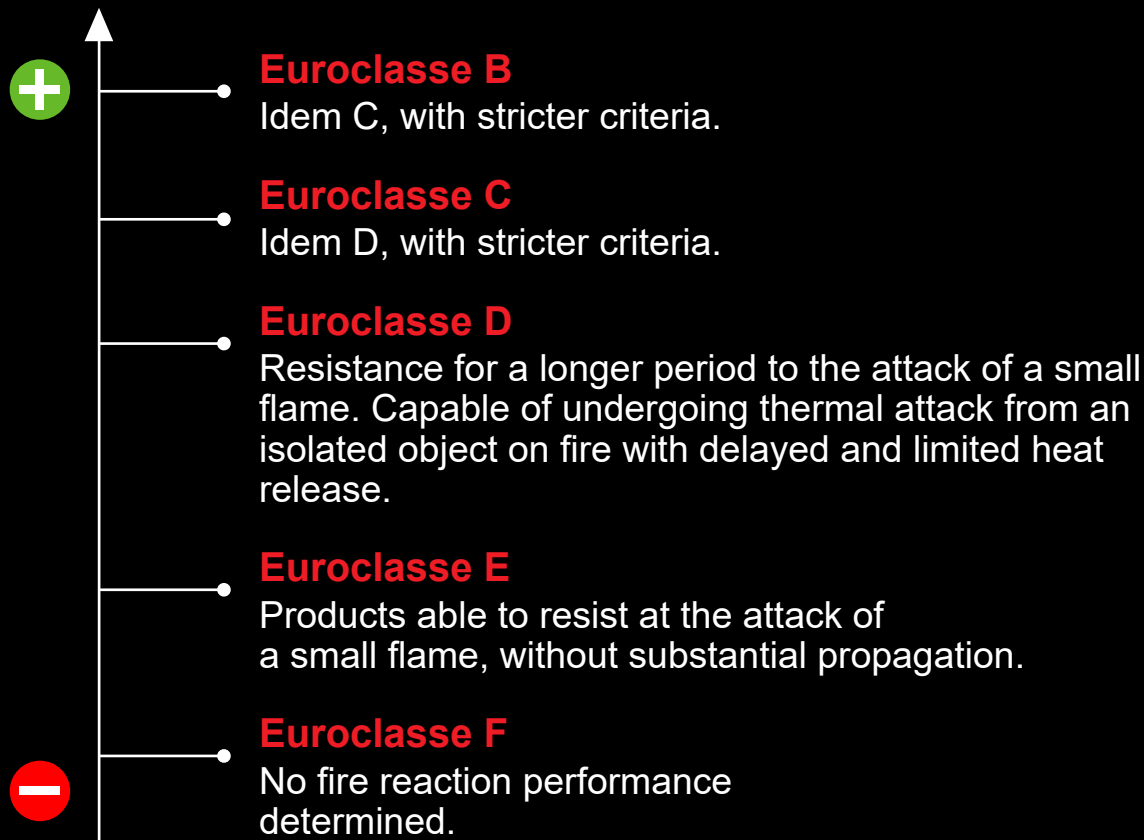 Euroclasse B
Idem C, with stricter criteria.
Euroclasse C
Idem D, with stricter criteria.
Euroclasse D
Resistance for a longer period to the attack of a small
flame. Capable of undergoing thermal attack from an
isolated object on fire with delayed and limited heat
release.
Euroclasse E
Products able to resist at the attack of
a small flame, without substantial propagation.
Euroclasse F
No fire reaction performance
determined.